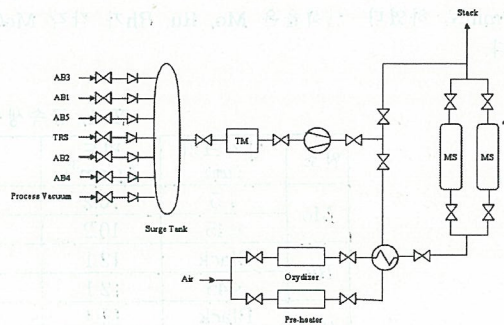 Stack
AB3
AB1
AB5
TRS
AB2
AB4
Process Vacuum
Surge Tank
TM
MS
MS
Air
Oxydizer
Pre-heater